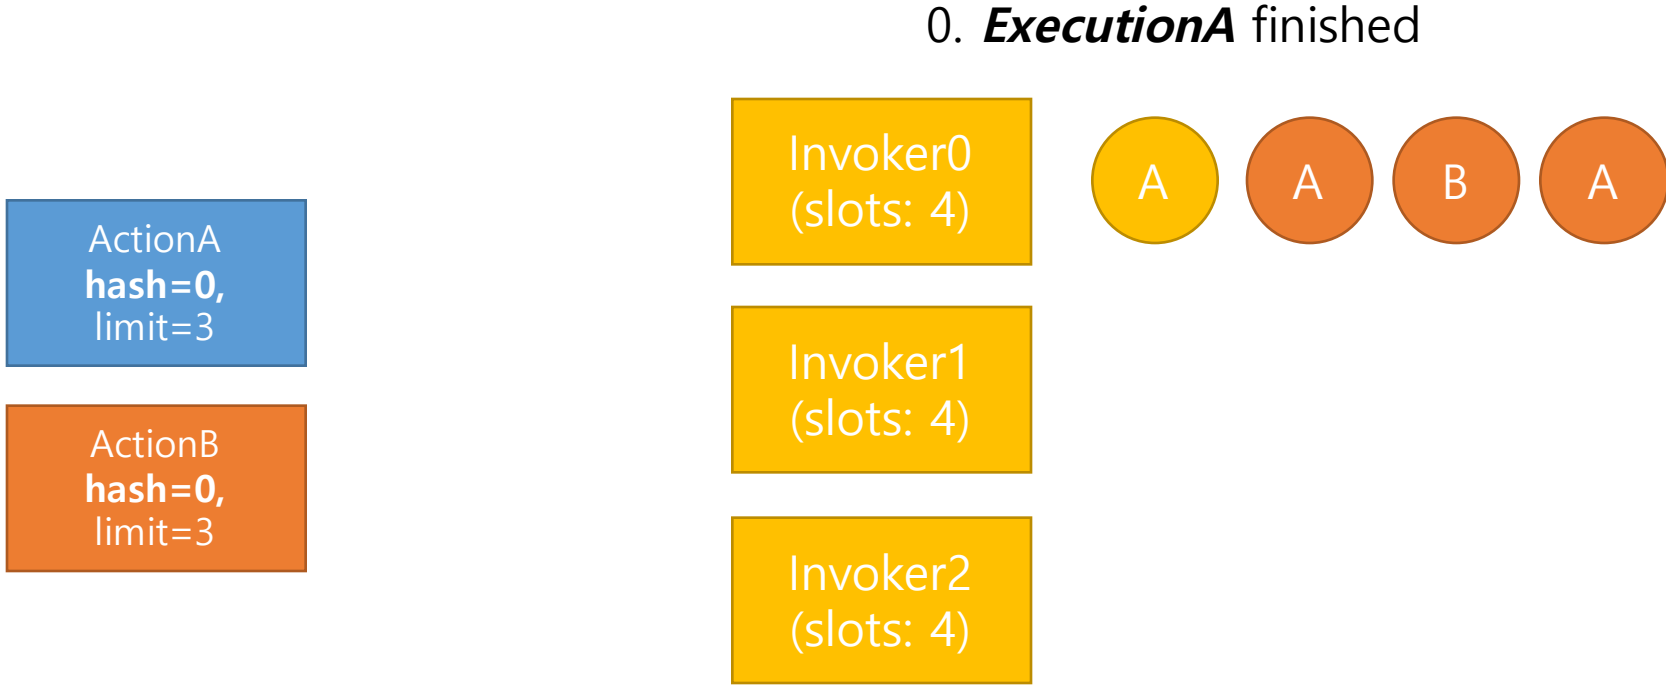 0. ExecutionA finished
Invoker0
(slots: 4)
A
A
B
A
ActionA
hash=0,
limit=3
Invoker1
(slots: 4)
ActionB
hash=0,
limit=3
Invoker2
(slots: 4)